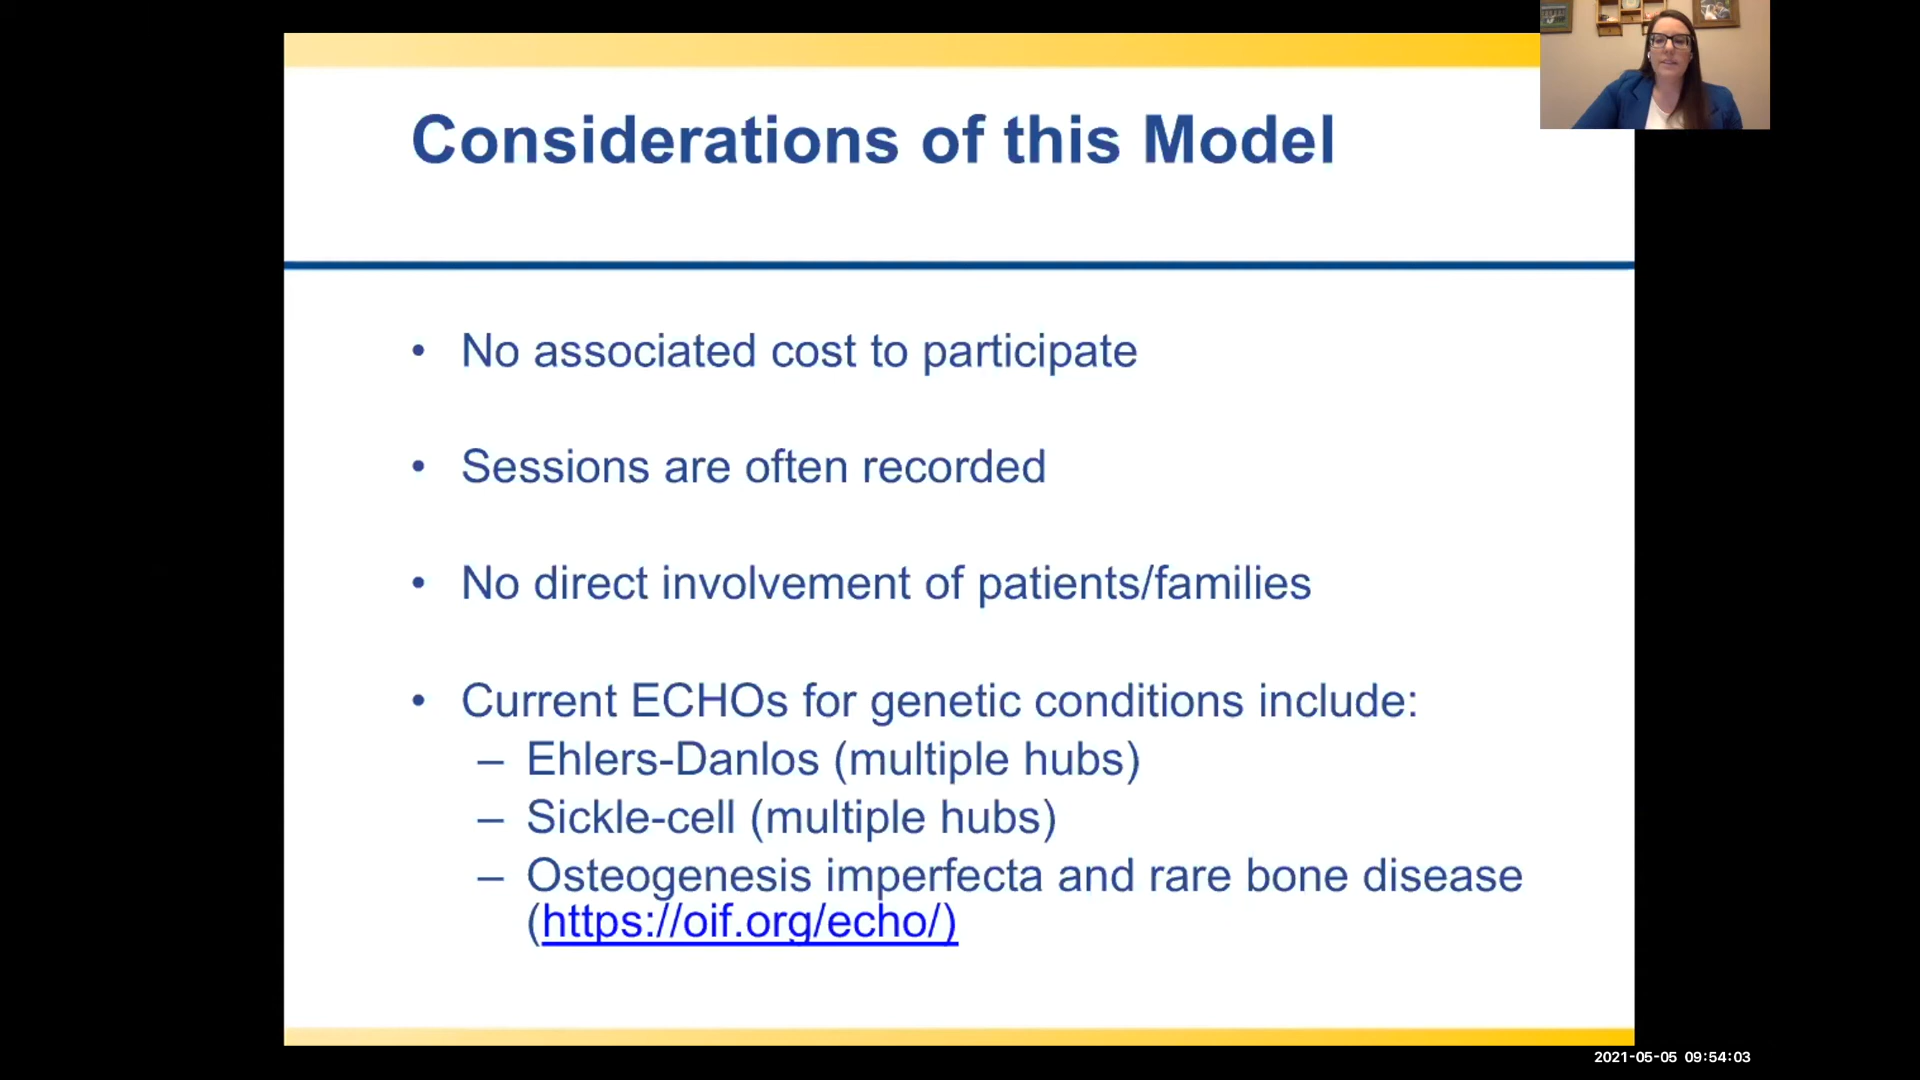 Considerations of this Model
• No associated cost to participate
• Sessions are often recorded
• No direct involvement of patients/families
• Current ECHOs for genetic conditions include:
– Ehlers-Danlos (multiple hubs)
– Sickle-cell (multiple hubs)
– Osteogenesis imperfecta and rare bone disease
(https://oif.org/echo/)
2021-05-05 09:54:03